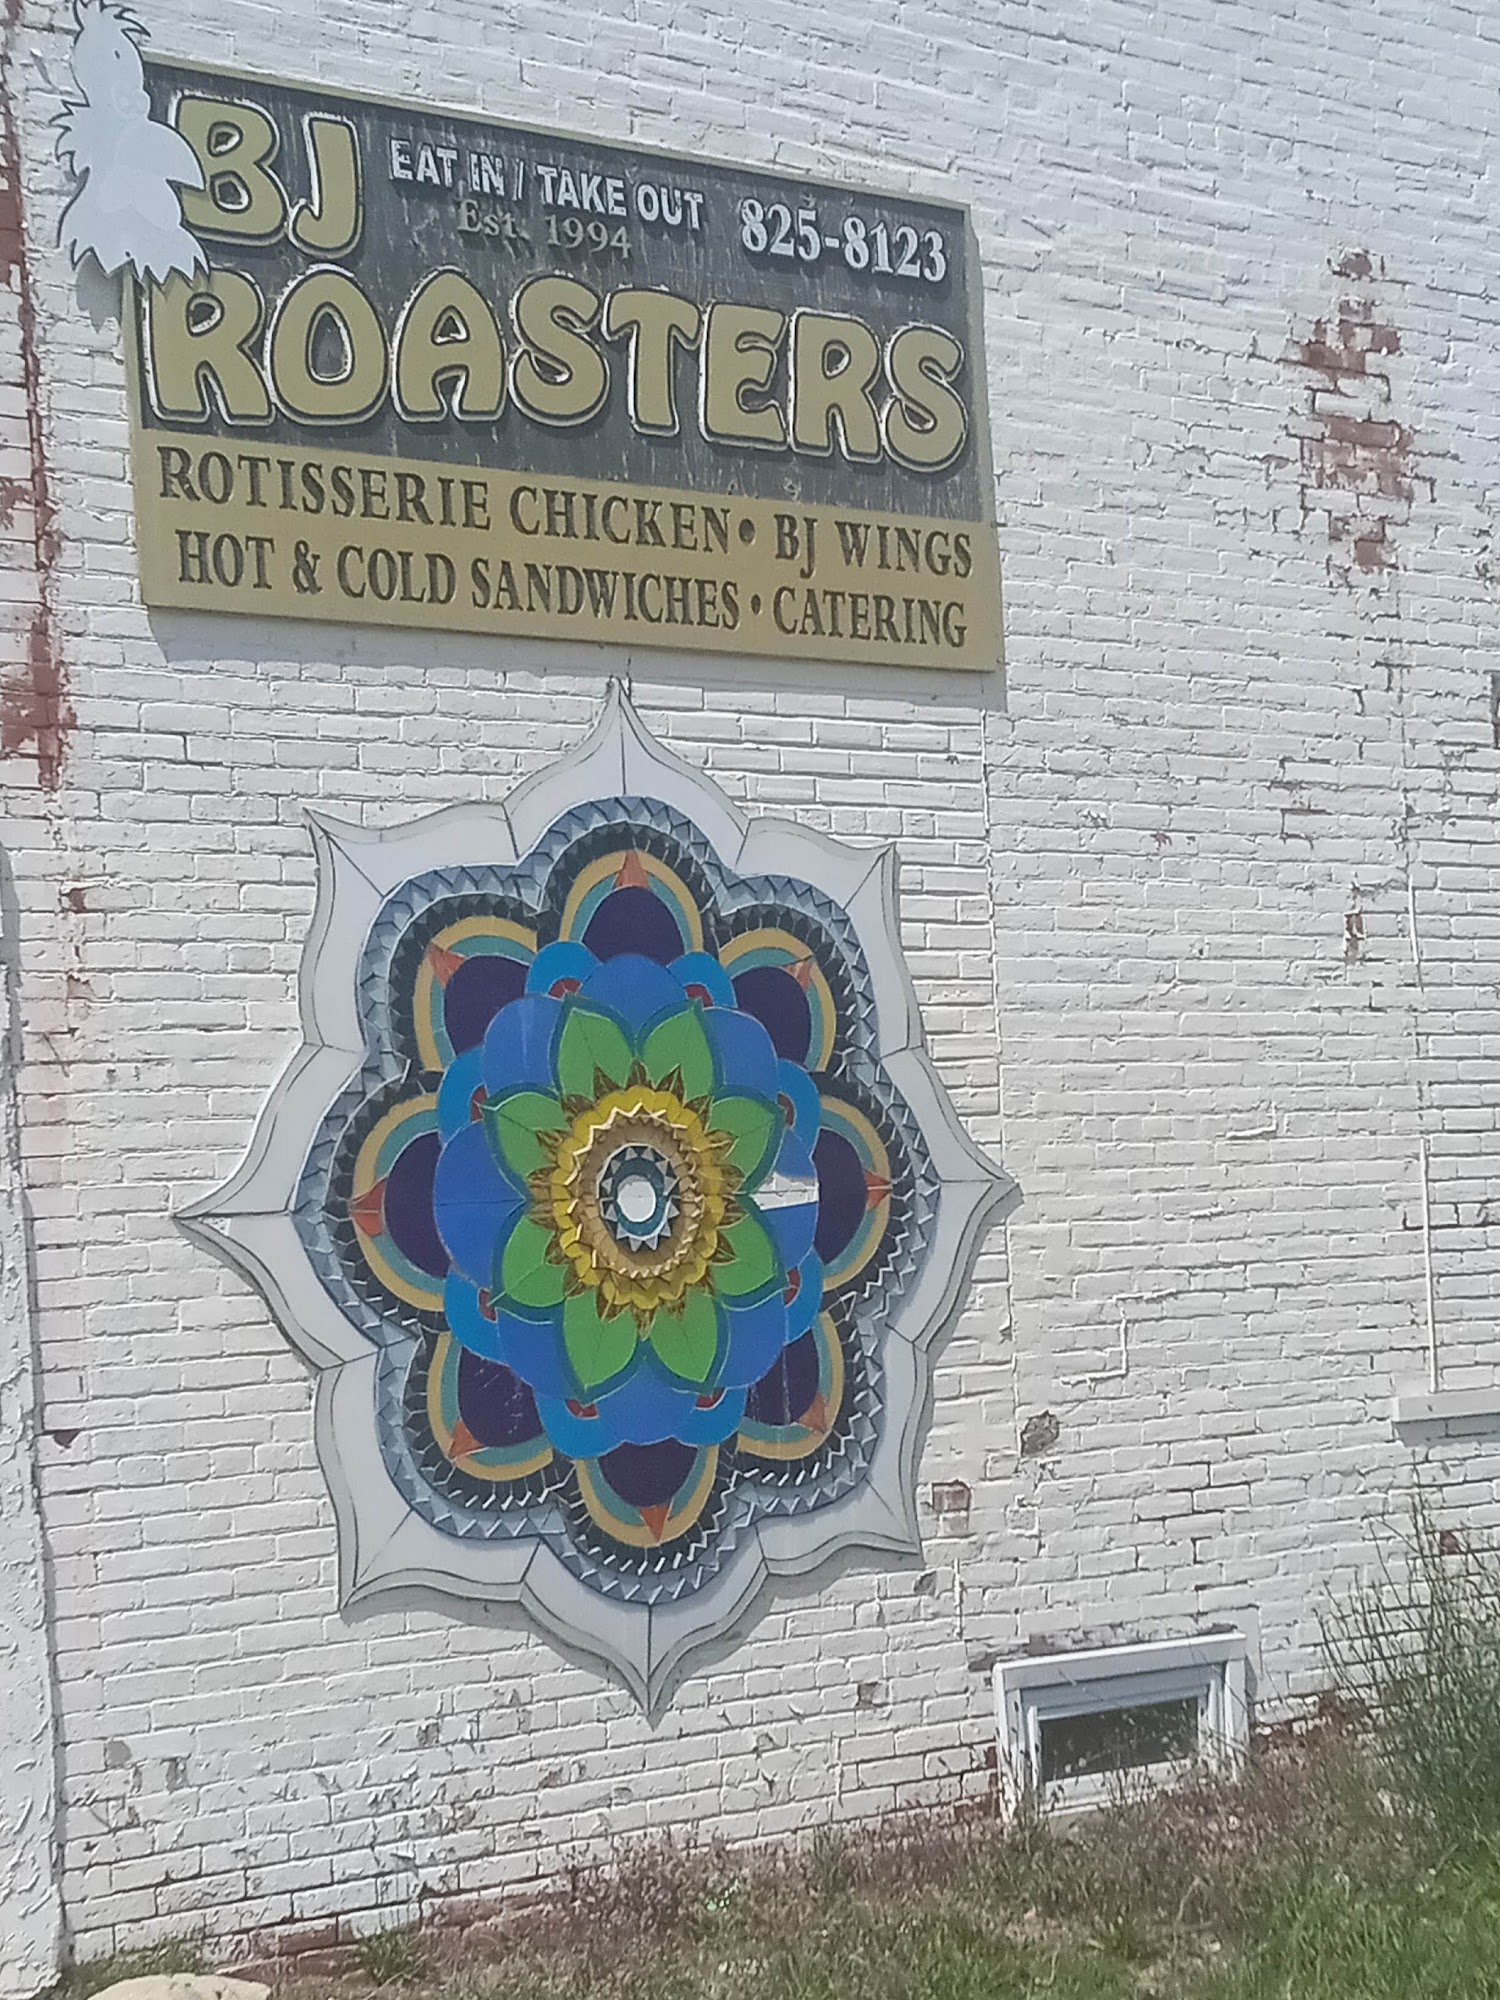 BJ EAT IN / TAKE OUT 825-8123
Est. 1994
ROASTERS
ROTISSERIE CHICKEN • BJ WINGS
HOT & COLD SANDWICHES • CATERING